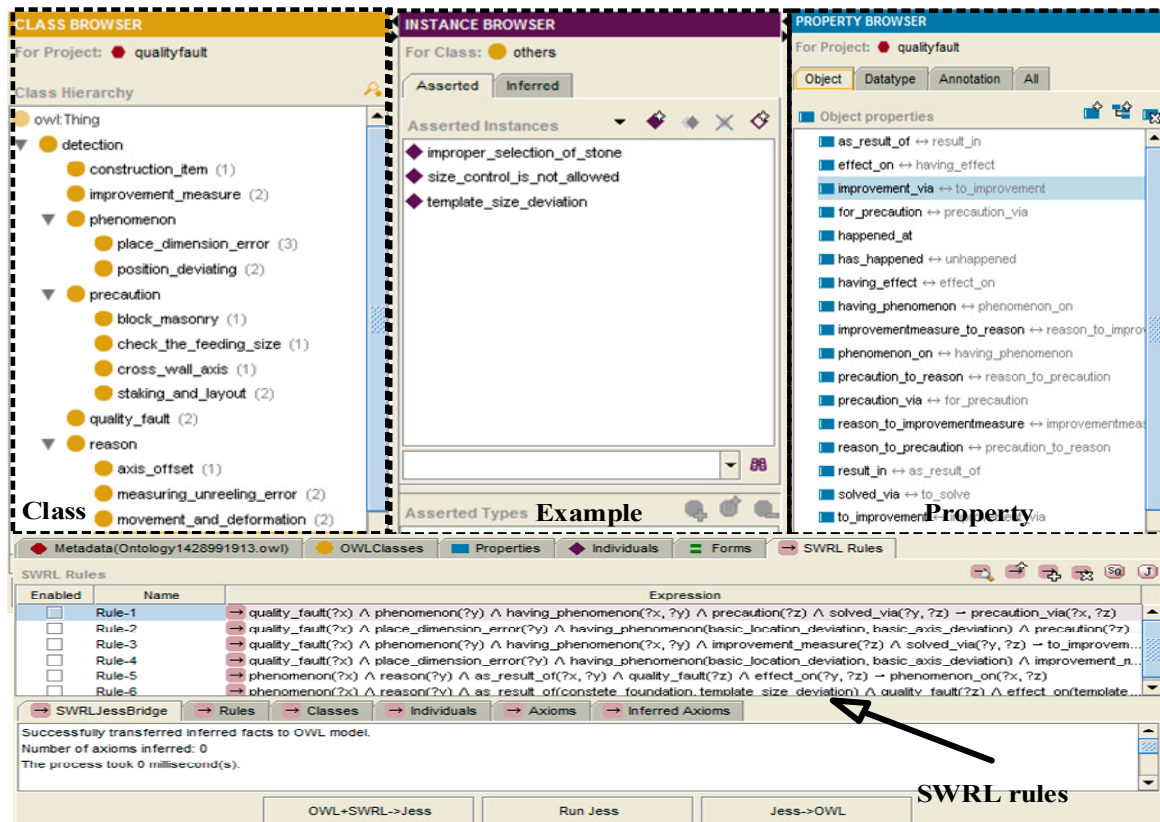 CLASS BROWSER
For Project: qualityfault
Class Hierarchy
owl:Thing
detection
construction_item (1)
improvement_measure (2)
phenomenon
place_dimension_error (3)
position_deviating (2)
precaution
block_masonry (1)
check_the_feeding_size (1)
cross_wall_axis (1)
staking_and_layout (2)
quality_fault (2)
reason
axis_offset (1)
measuring_unreeling_error (2)
movement_and_deformation (2)
Class
INSTANCE BROWSER
For Class: others
Asserted Inferred
Asserted Instances
improper_selection_of_stone
size_control_is_not_allowed
template_size_deviation
Asserted Types
Example
PROPERTY BROWSER
For Project: qualityfault
Object Datatype Annotation All
Object properties
as_result_of ↔ result_in
effect_on ↔ having_effect
improvement_via ↔ to_improvement
for_precaution ↔ precaution_via
happened_at
has_happened ↔ unhappened
having_effect ↔ effect_on
having_phenomenon ↔ phenomenon_on
improvementmeasure_to_reason ↔ reason_to_improv
phenomenon_on ↔ having_phenomenon
precaution_to_reason ↔ reason_to_precaution
precaution_via ↔ for_precaution
reason_to_improvementmeasure ↔ improvementmeas
reason_to_precaution ↔ precaution_to_reason
result_in ↔ as_result_of
solved_via ↔ to_solve
to_improvement via
Property
Metadata(Ontology1428991913.owl) OWLClasses Properties Individuals Forms SWRL Rules
SWRL Rules
Enabled Name Expression
Rule-1 → quality_fault(?x) ∧ phenomenon(?y) ∧ having_phenomenon(?x, ?y) ∧ precaution(?z) ∧ solved_via(?y, ?z) → precaution_via(?x, ?z)
Rule-2 → quality_fault(?x) ∧ place_dimension_error(?y) ∧ having_phenomenon(basic_location_deviation, basic_axis_deviation) ∧ precaution(?z)
Rule-3 → quality_fault(?x) ∧ phenomenon(?y) ∧ having_phenomenon(?x, ?y) ∧ improvement_measure(?z) ∧ solved_via(?y, ?z) → to_improvem...
Rule-4 → quality_fault(?x) ∧ place_dimension_error(?y) ∧ having_phenomenon(basic_location_deviation, basic_axis_deviation) ∧ improvement_n...
Rule-5 → phenomenon(?x) ∧ reason(?y) ∧ as_result_of(?x, ?y) ∧ quality_fault(?z) ∧ effect_on(?y, ?z) → phenomenon_on(?x, ?z)
Rule-6 → phenomenon(?x) ∧ reason(?y) ∧ as_result_of(constete_foundation, template_size_deviation) ∧ quality_fault(?z) ∧ effect_on(template...
SWRLJessBridge Rules Classes Individuals Axioms Inferred Axioms
Successfully transferred inferred facts to OWL model.
Number of axioms inferred: 0
The process took 0 millisecond(s).
SWRL rules
OWL+SWRL->Jess Run Jess Jess->OWL